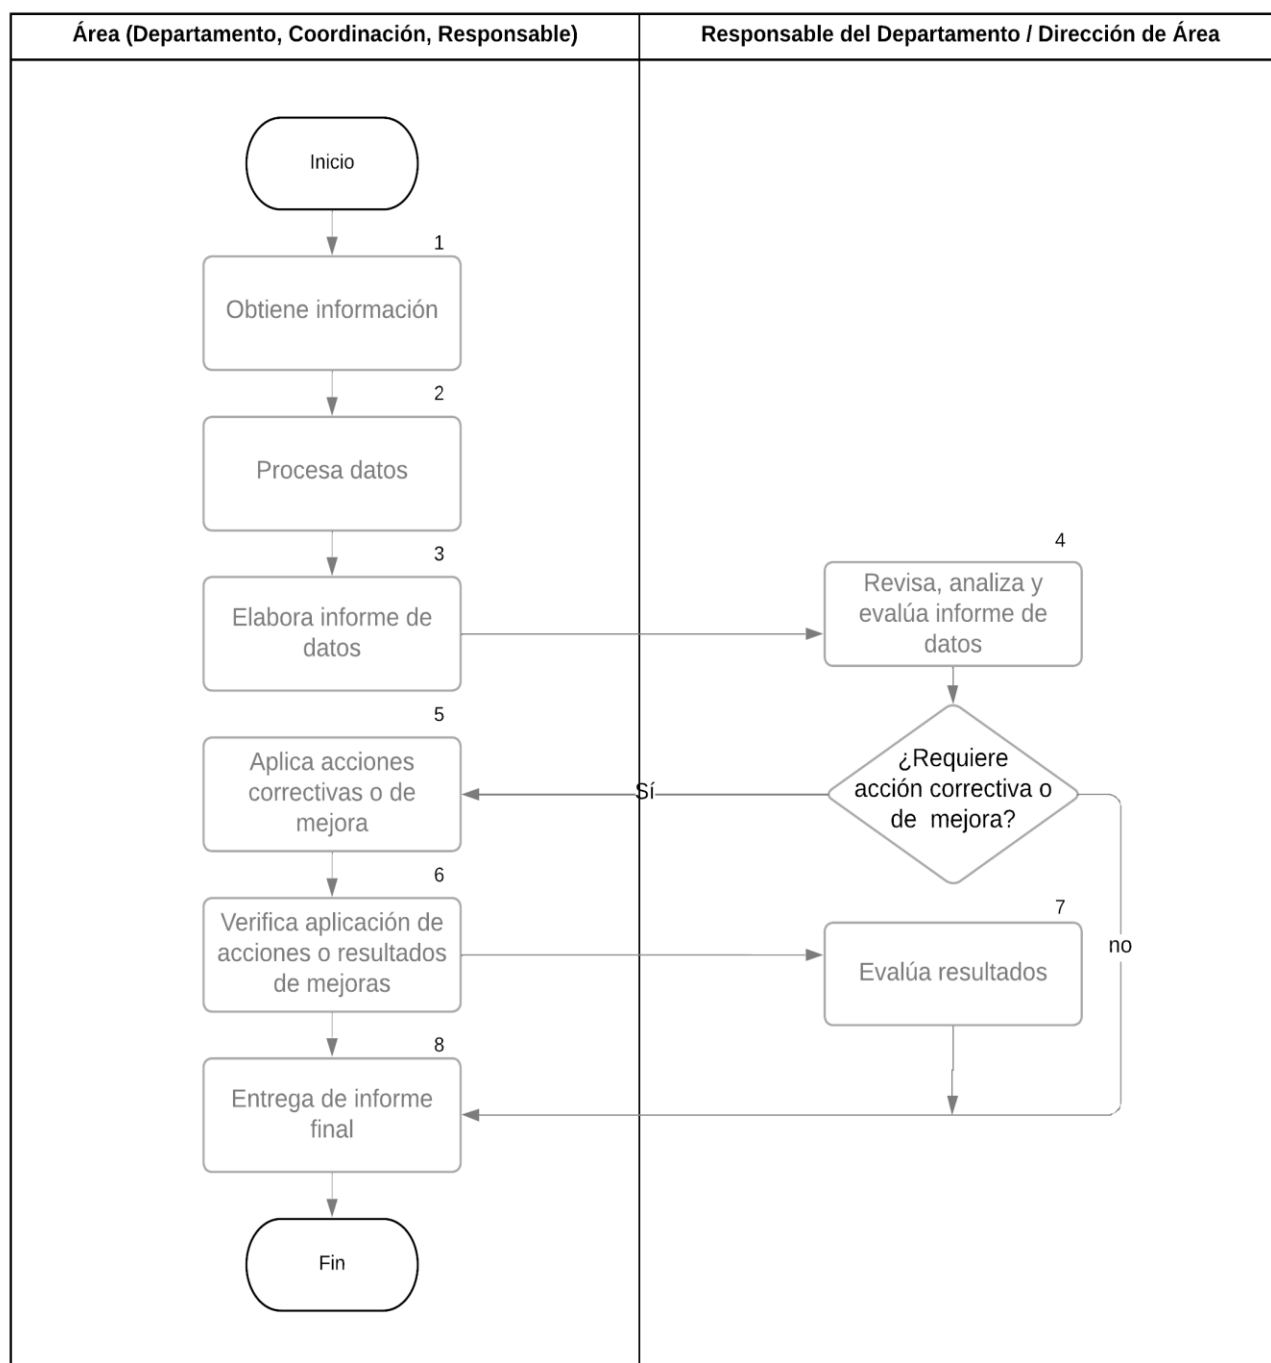 Área (Departamento, Coordinación, Responsable)
Responsable del Departamento / Dirección de Área
Inicio
1
Obtiene información
2
Procesa datos
3
Elabora informe de
datos
4
Revisa, analiza y
evalúa informe de
datos
¿Requiere
acción correctiva o
de  mejora?
Sí
no
5
Aplica acciones
correctivas o de
mejora
6
Verifica aplicación de
acciones o resultados
de mejoras
7
Evalúa resultados
8
Entrega de informe
final
Fin